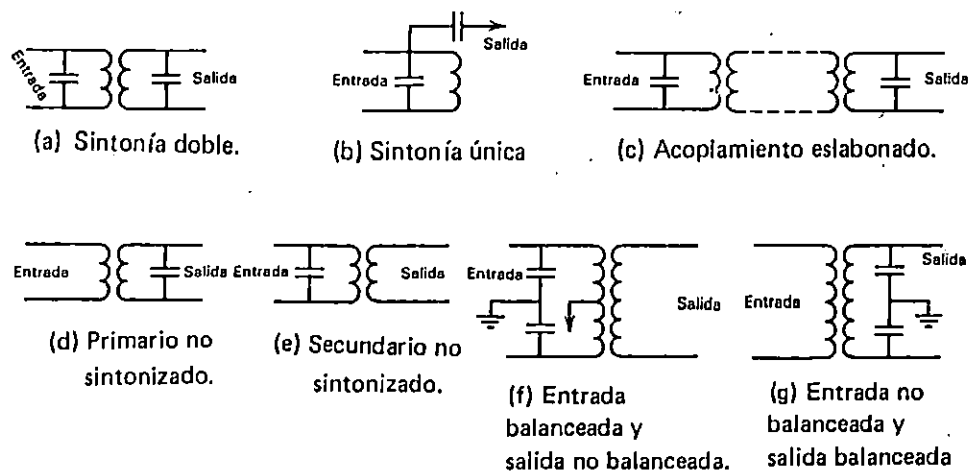 Entrada
Salida
(a) Sintonía doble.
Entrada
Salida
(b) Sintonía única
Entrada
Salida
(c) Acoplamiento eslabonado.
Entrada
Salida
(d) Primario no
sintonizado.
Entrada
Salida
(e) Secundario no
sintonizado.
Entrada
Salida
(f) Entrada
balanceada y
salida no balanceada.
Entrada
Salida
(g) Entrada no
balanceada y
salida balanceada